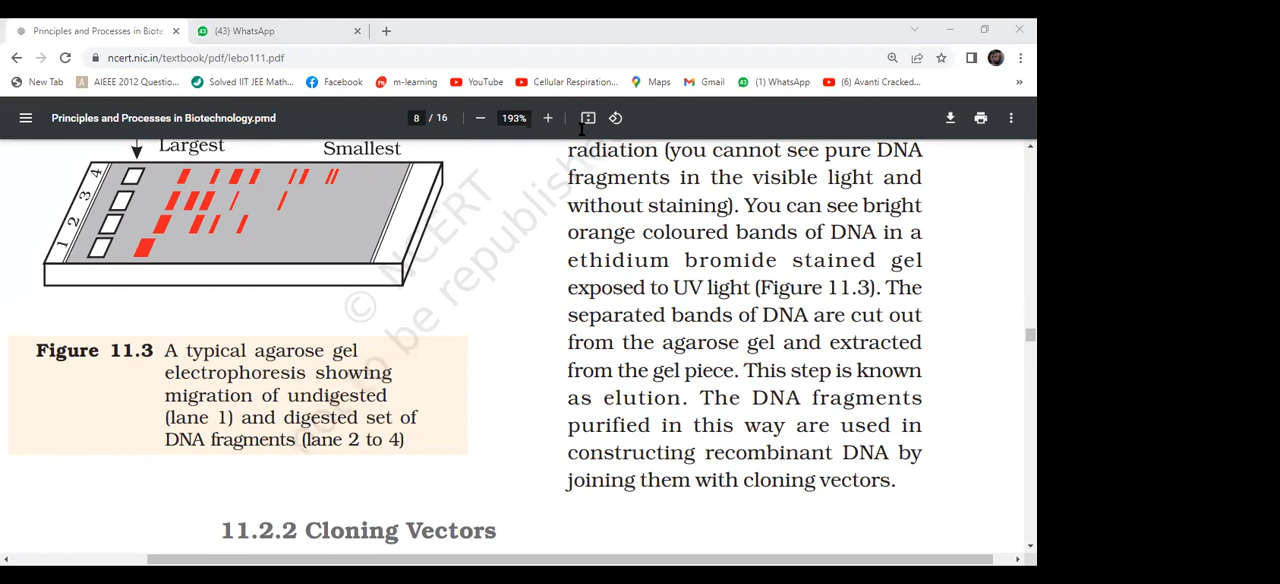 Principles and Processes in Biote
(43) WhatsApp
ncert.nic.in/textbook/pdf/lebo111.pdf
New Tab
AIEEE 2012 Questio...
Solved IIT JEE Math...
Facebook
m-learning
YouTube
Cellular Respiration...
Maps
Gmail
(1) WhatsApp
(6) Avanti Cracked...
»
Principles and Processes in Biotechnology.pmd
8 / 16
193%
Largest
Smallest
1 2 3 4
radiation (you cannot see pure DNA
fragments in the visible light and
without staining). You can see bright
orange coloured bands of DNA in a
ethidium bromide stained gel
exposed to UV light (Figure 11.3). The
separated bands of DNA are cut out
from the agarose gel and extracted
from the gel piece. This step is known
as elution. The DNA fragments
purified in this way are used in
constructing recombinant DNA by
joining them with cloning vectors.
Figure 11.3 A typical agarose gel
electrophoresis showing
migration of undigested
(lane 1) and digested set of
DNA fragments (lane 2 to 4)
© NCERT
not to be republished
11.2.2 Cloning Vectors